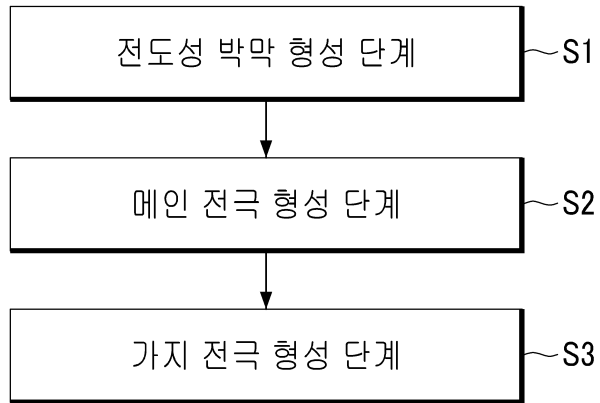 전도성 박막 형성 단계 S1
메인 전극 형성 단계 S2
가지 전극 형성 단계 S3